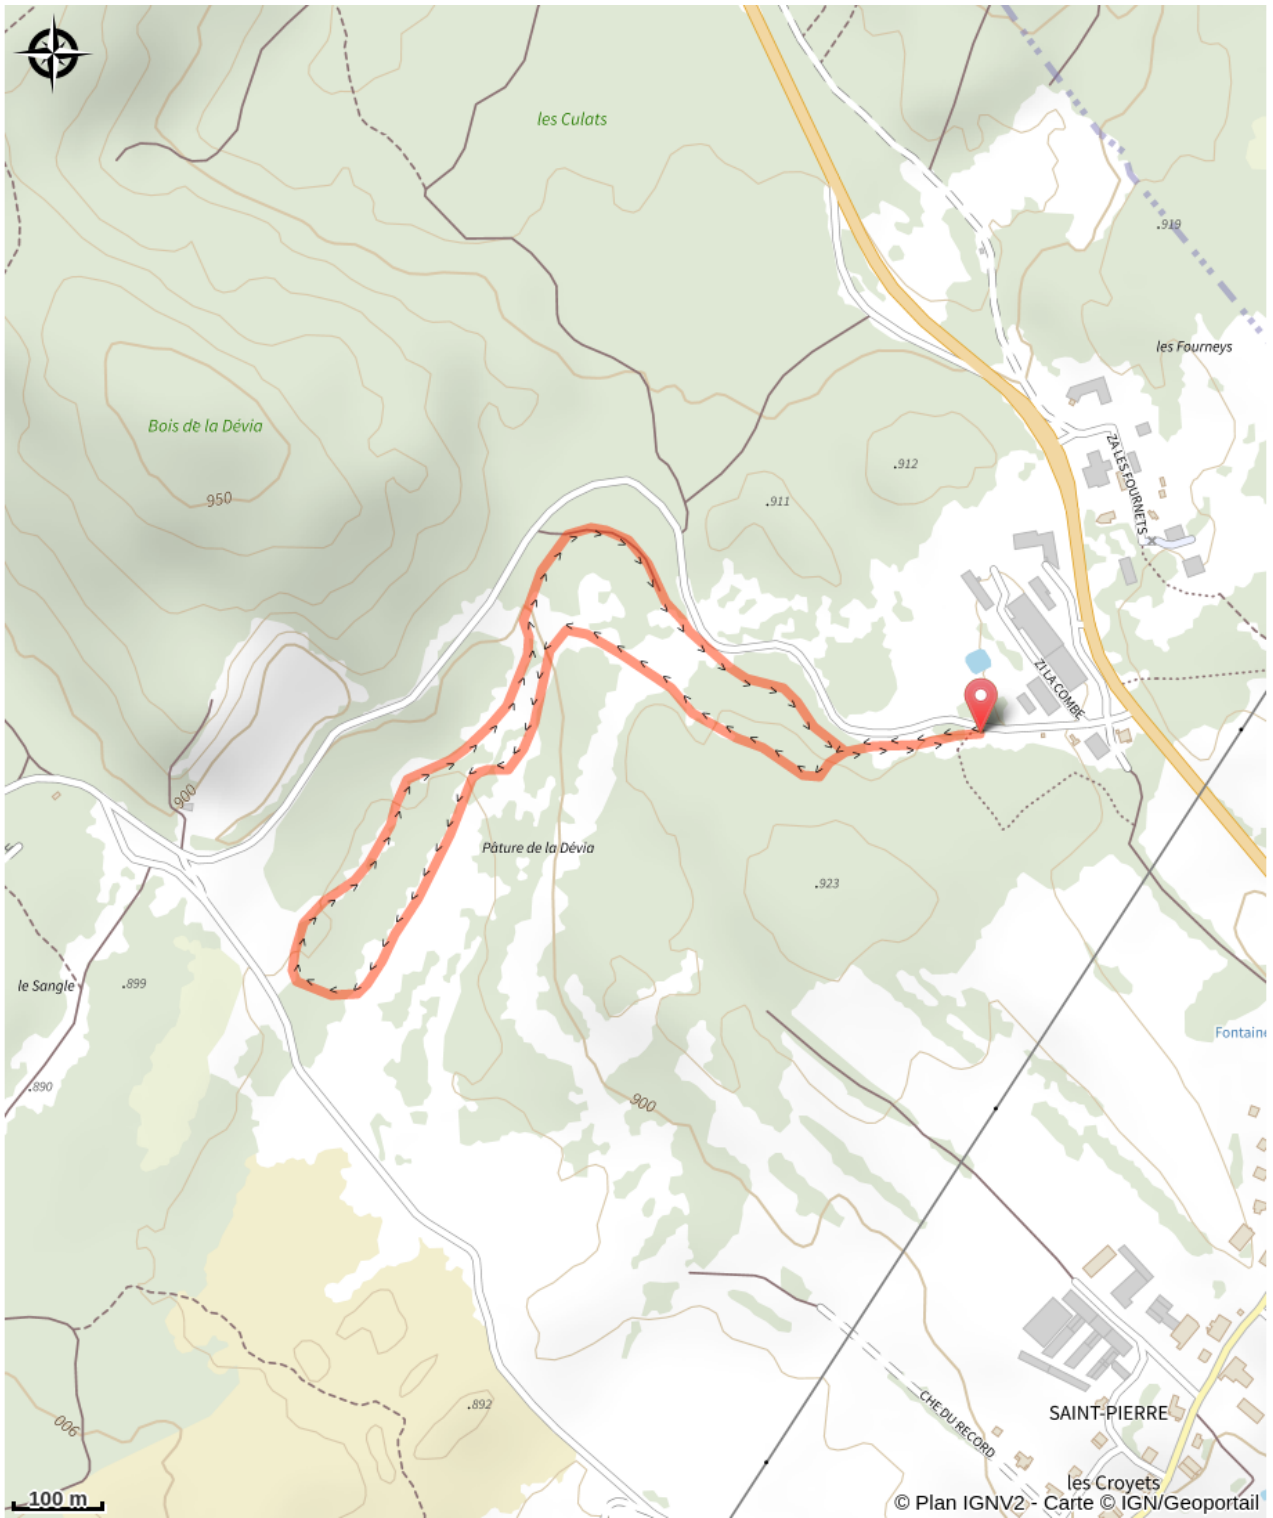 les Culats
.919
les Fourneys
Bois de la Dévia
ZA LES FOURNETS
.912
950
.911
ZI LA COMBE
900
Pâture de la Dévia
.923
le Sangle
.899
Fontaine
.890
900
.892
CHE DU RECORD
SAINT-PIERRE
900
les Croyets
100 m
© Plan IGNV2 - Carte © IGN/Geoportail